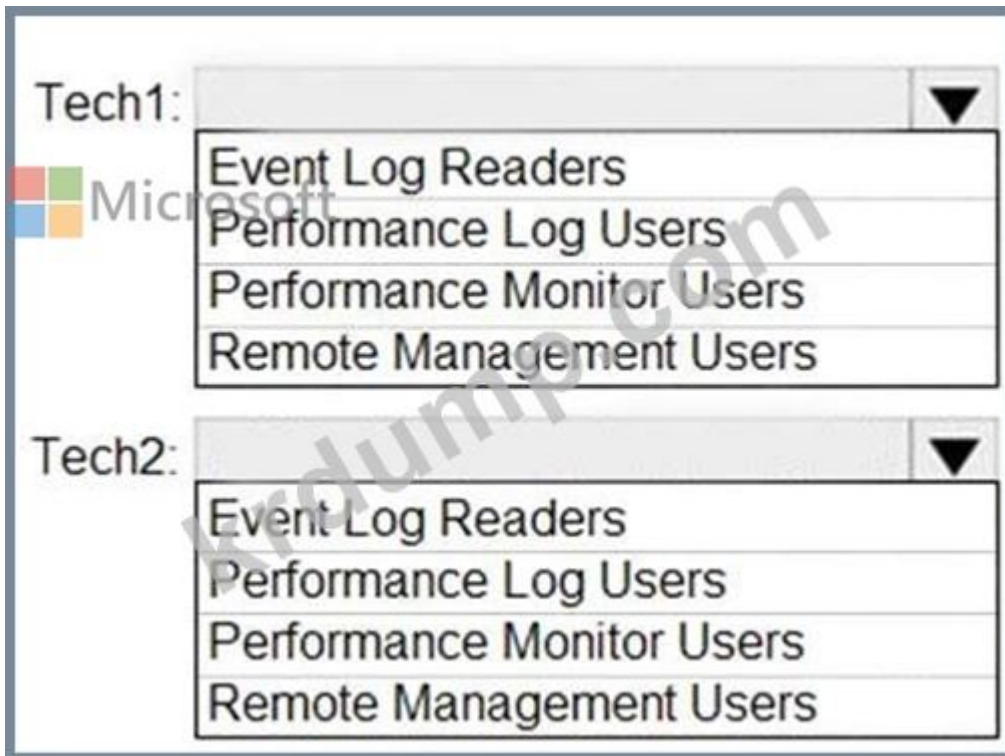 Tech1:
Event Log Readers
Microsoft
Performance Log Users
Performance Monitor Users
Remote Management Users
krdump.com
Tech2:
Event Log Readers
Performance Log Users
Performance Monitor Users
Remote Management Users